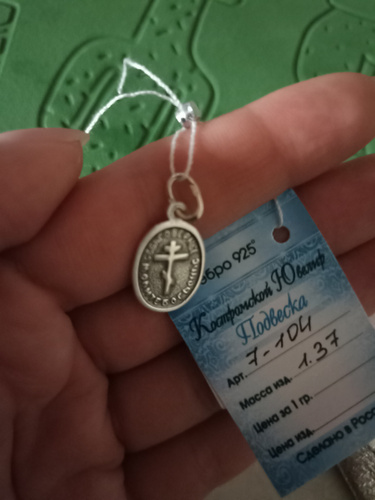 бро 925°
Костромской Ювелир
Подвеска
Арт. 7-104
Масса изд. 1.37
Цена за 1 гр.
Цена изд.
Сделано в Росс